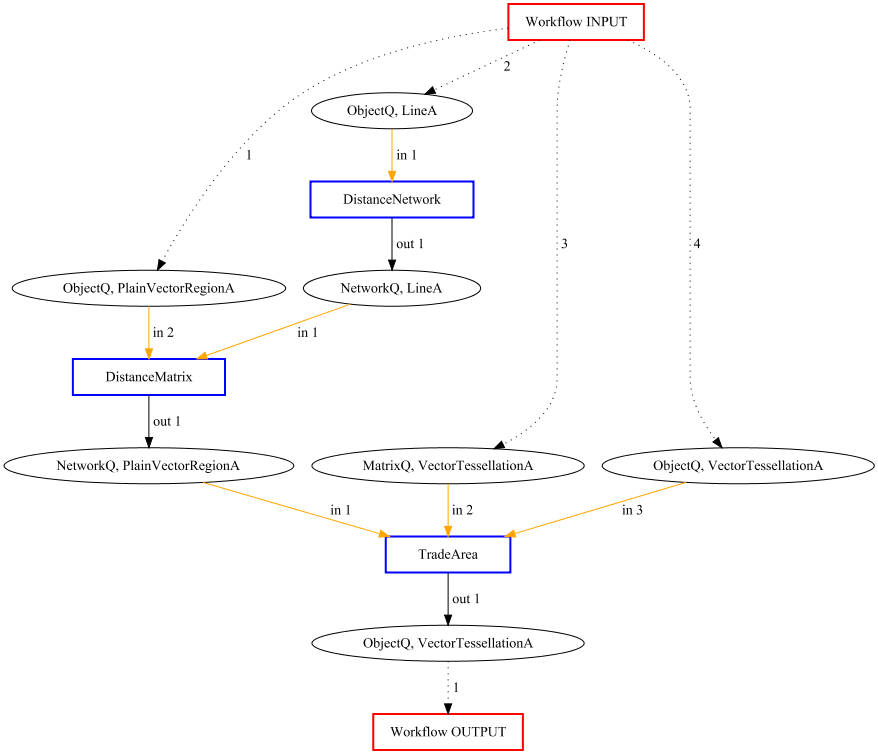 Workflow INPUT
2
ObjectQ, LineA
1
in 1
DistanceNetwork
3
4
out 1
ObjectQ, PlainVectorRegionA
NetworkQ, LineA
in 2
in 1
DistanceMatrix
out 1
NetworkQ, PlainVectorRegionA
MatrixQ, VectorTessellationA
ObjectQ, VectorTessellationA
in 1
in 2
in 3
TradeArea
out 1
ObjectQ, VectorTessellationA
1
Workflow OUTPUT